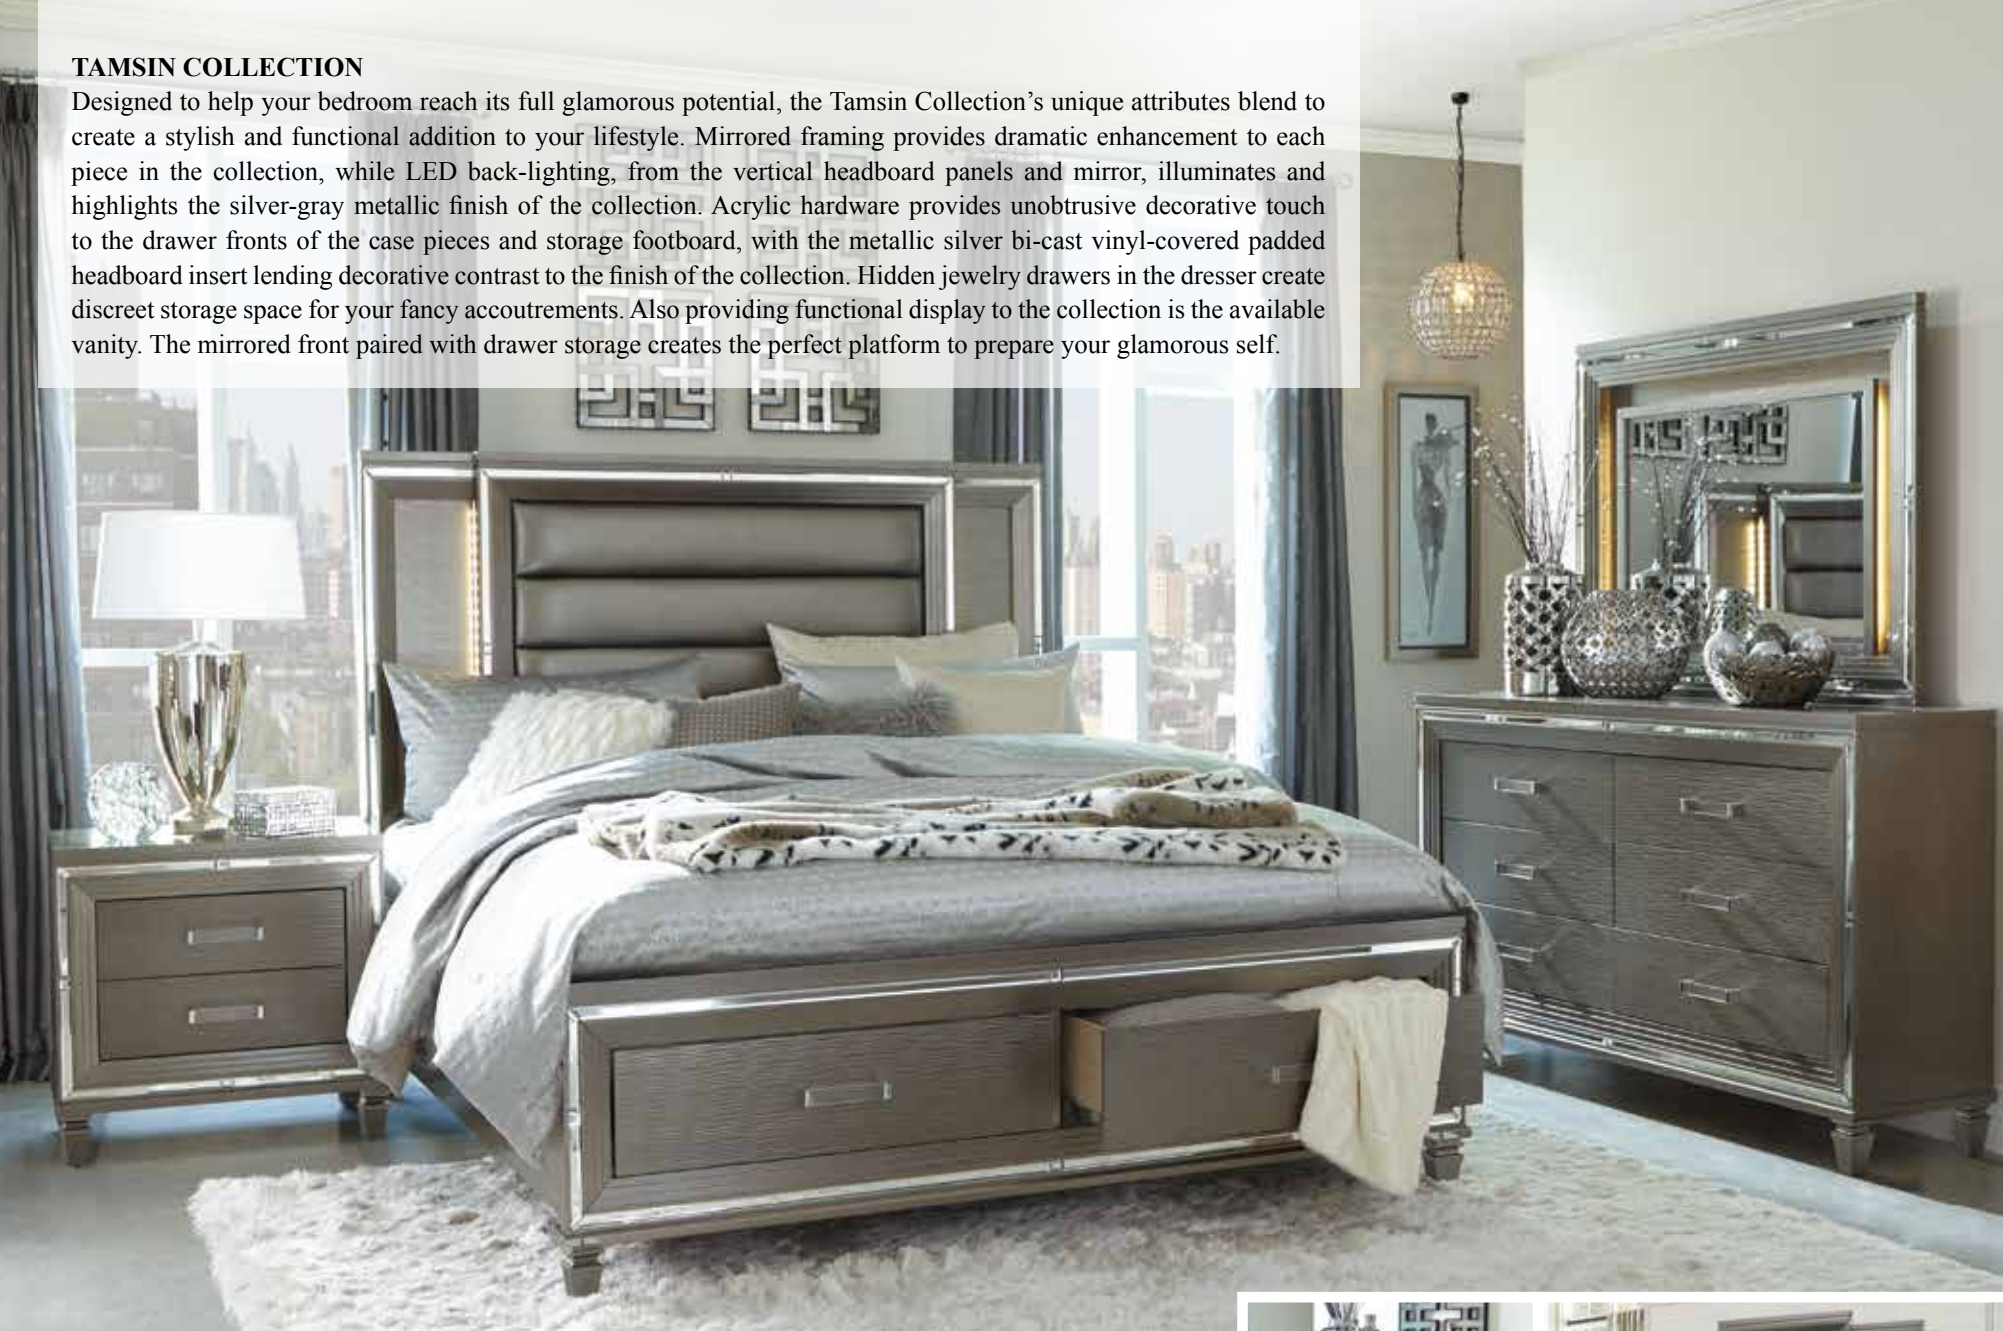 TAMSIN COLLECTION
Designed to help your bedroom reach its full glamorous potential, the Tamsin Collection’s unique attributes blend to
create a stylish and functional addition to your lifestyle. Mirrored framing provides dramatic enhancement to each
piece in the collection, while LED back-lighting, from the vertical headboard panels and mirror, illuminates and
highlights the silver-gray metallic finish of the collection. Acrylic hardware provides unobtrusive decorative touch
to the drawer fronts of the case pieces and storage footboard, with the metallic silver bi-cast vinyl-covered padded
headboard insert lending decorative contrast to the finish of the collection. Hidden jewelry drawers in the dresser create
discreet storage space for your fancy accoutrements. Also providing functional display to the collection is the available
vanity. The mirrored front paired with drawer storage creates the perfect platform to prepare your glamorous self.